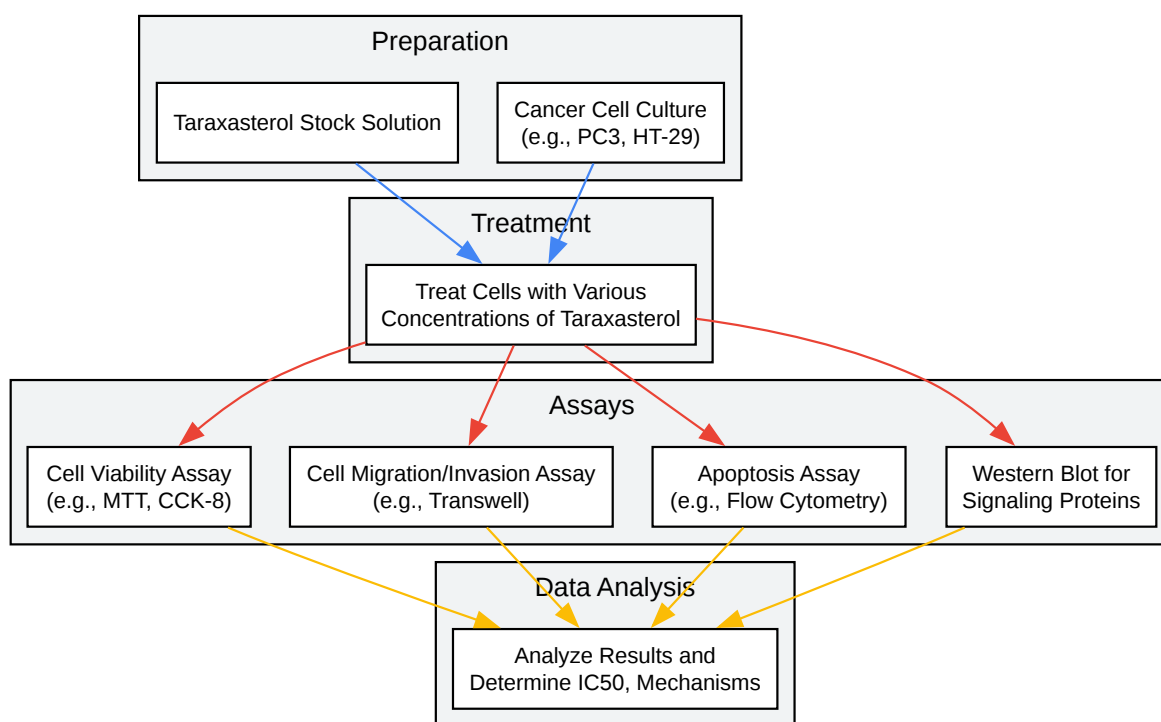 Preparation
Taraxasterol Stock Solution
Cancer Cell Culture
(e.g., PC3, HT-29)
Treatment
Treat Cells with Various
Concentrations of Taraxasterol
Assays
Cell Viability Assay
(e.g., MTT, CCK-8)
Cell Migration/Invasion Assay
(e.g., Transwell)
Apoptosis Assay
(e.g., Flow Cytometry)
Western Blot for
Signaling Proteins
Data Analysis
Analyze Results and
Determine IC50, Mechanisms